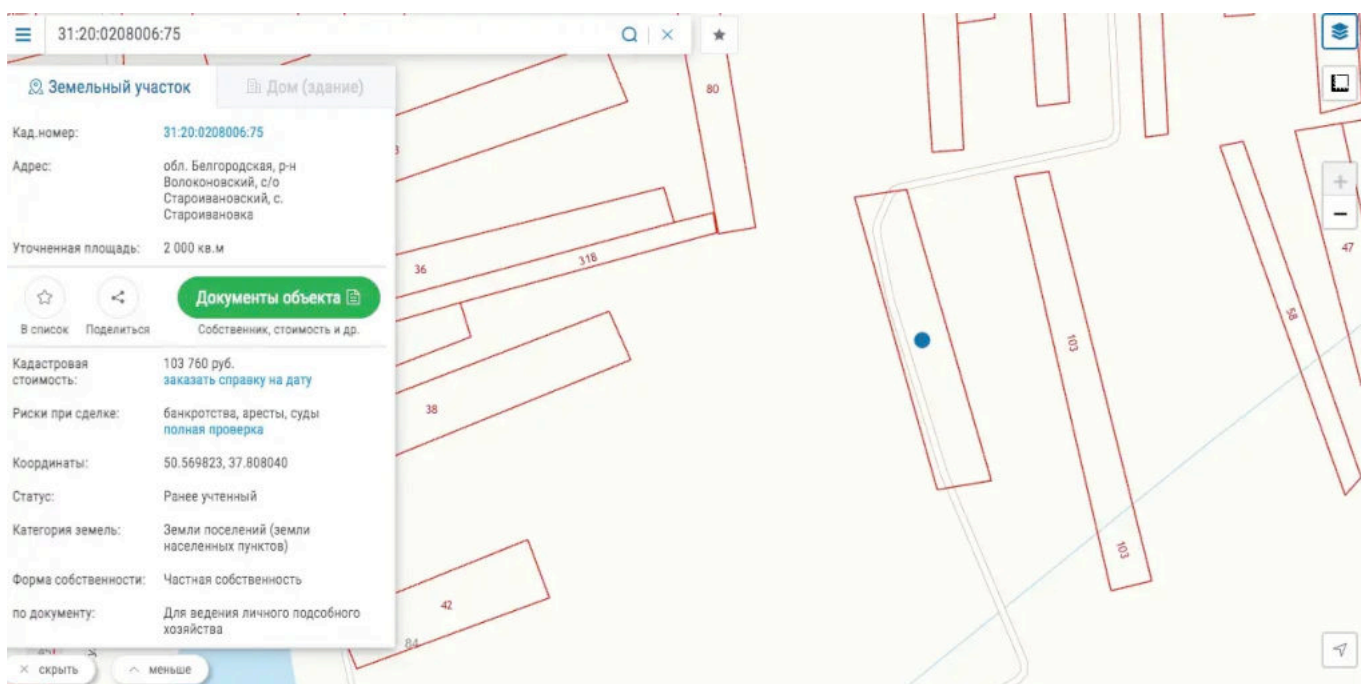 31:20:0208006:75
Земельный участок
Дом (здание)
Кад.номер:
31:20:0208006:75
Адрес:
обл. Белгородская, р-н
Волоконовский, с/о
Староивановский, с.
Староивановка
Уточненная площадь:
2 000 кв.м
В список
Поделиться
Документы объекта
Собственник, стоимость и др.
Кадастровая
стоимость:
103 760 руб.
заказать справку на дату
Риски при сделке:
банкротства, аресты, суды
полная проверка
Координаты:
50.569823, 37.808040
Статус:
Ранее учтенный
Категория земель:
Земли поселений (земли
населенных пунктов)
Форма собственности:
Частная собственность
по документу:
Для ведения личного подсобного
хозяйства
скрыть
меньше
80
36
318
38
42
84
103
103
58
47